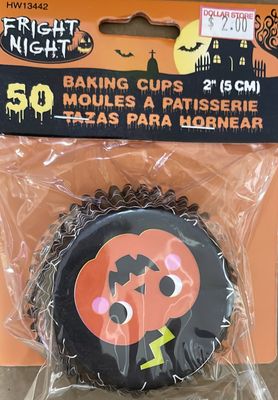 HW13442
FRIGHT
NIGHT
DOLLAR STORE
$ 2.00
50
BAKING CUPS 2" (5 CM)
MOULES A PATISSERIE
TAZAS PARA HORNEAR